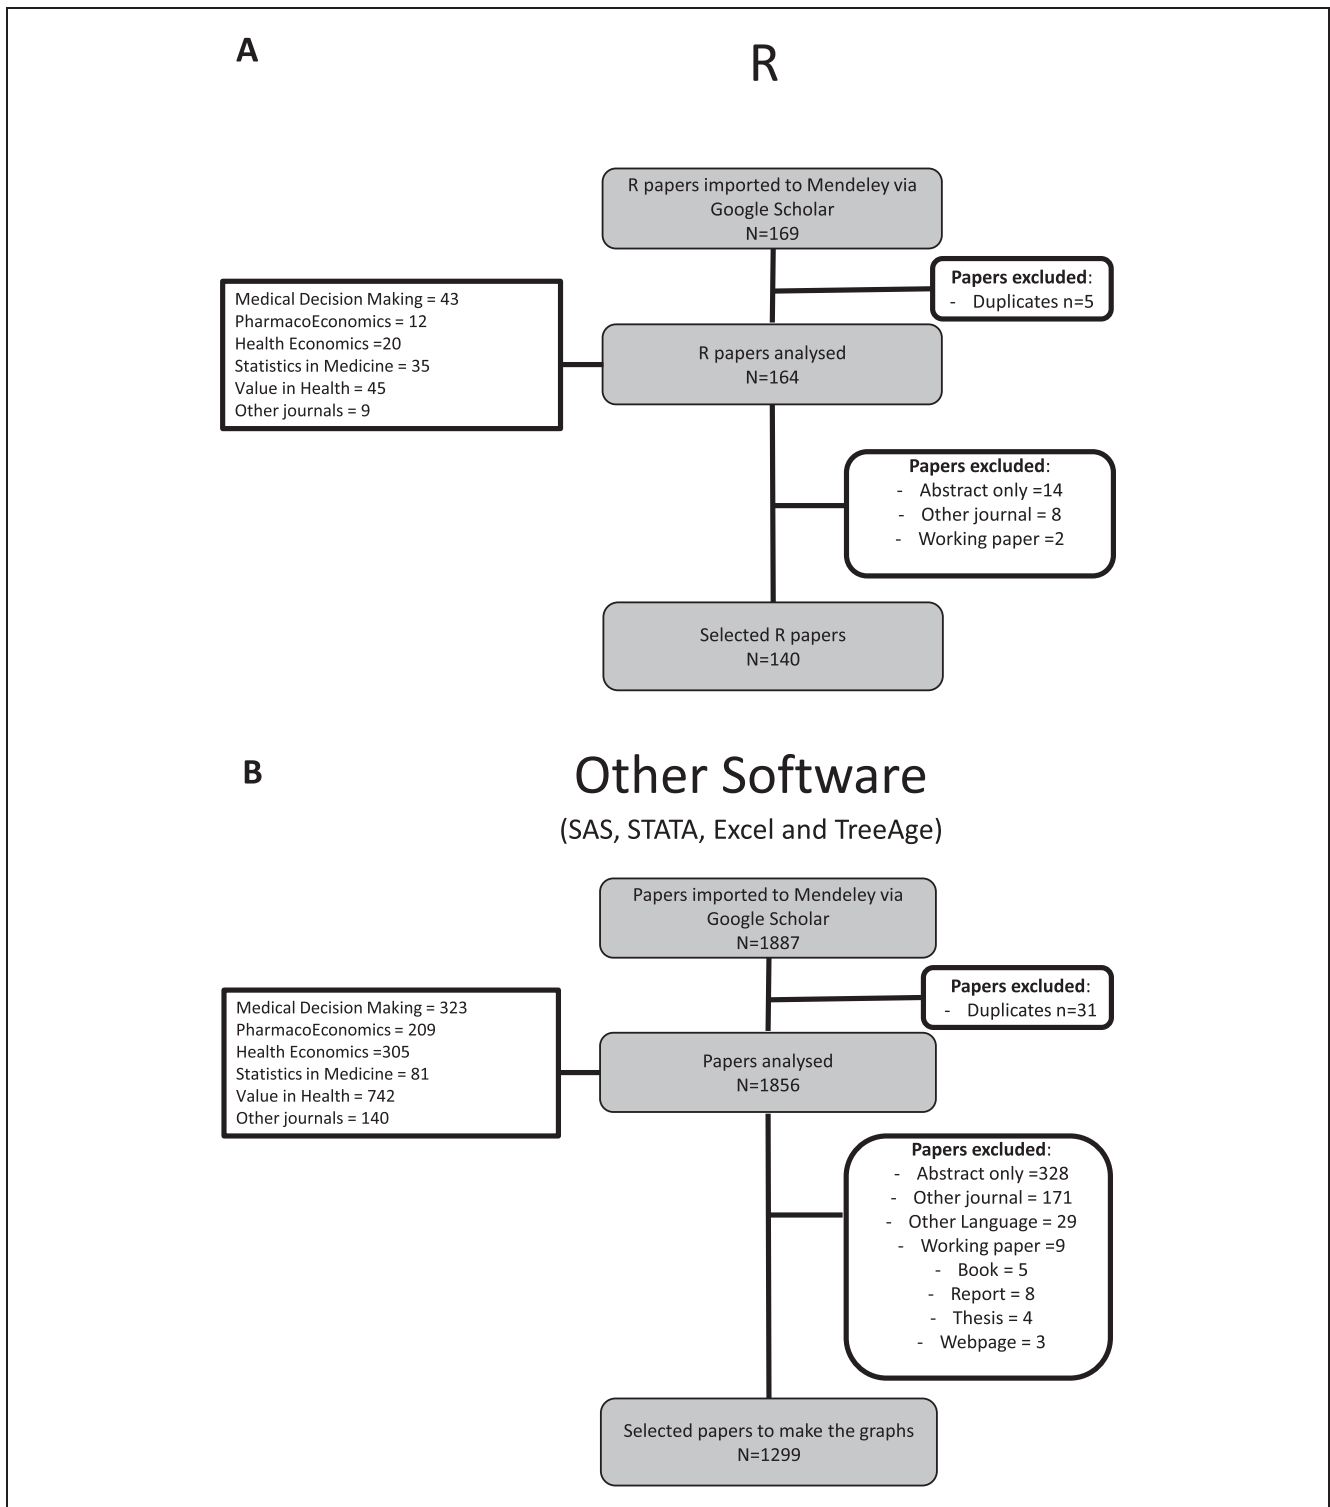 A
R
R papers imported to Mendeley via
Google Scholar
N=169
Papers excluded:
- Duplicates n=5
Medical Decision Making = 43
PharmacoEconomics = 12
Health Economics =20
Statistics in Medicine = 35
Value in Health = 45
Other journals = 9
R papers analysed
N=164
Papers excluded:
- Abstract only =14
- Other journal = 8
- Working paper =2
Selected R papers
N=140
B
Other Software
(SAS, STATA, Excel and TreeAge)
Papers imported to Mendeley via
Google Scholar
N=1887
Papers excluded:
- Duplicates n=31
Medical Decision Making = 323
PharmacoEconomics = 209
Health Economics =305
Statistics in Medicine = 81
Value in Health = 742
Other journals = 140
Papers analysed
N=1856
Papers excluded:
- Abstract only =328
- Other journal = 171
- Other Language = 29
- Working paper =9
- Book = 5
- Report = 8
- Thesis = 4
- Webpage = 3
Selected papers to make the graphs
N=1299